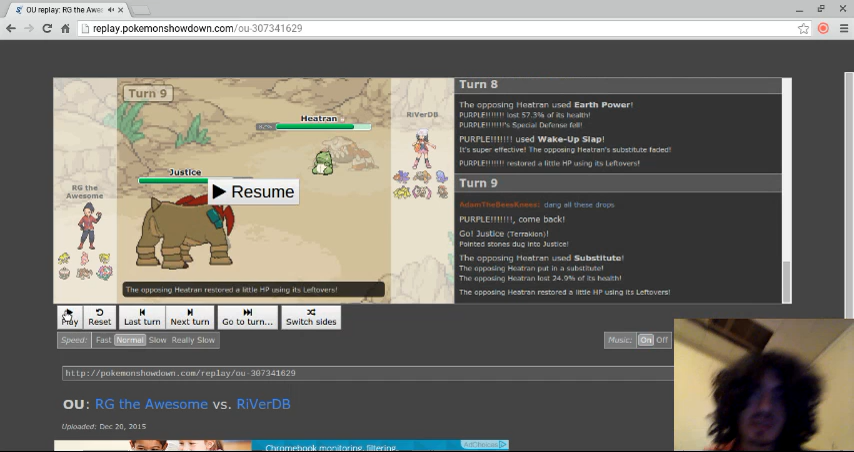 OU replay: RG the Awes
replay.pokemonshowdown.com/ou-307341629
Turn 9
Heatran
62%
Justice
RiVerDB
RG the
Awesome
Resume
The opposing Heatran restored a little HP using its Leftovers!
Turn 8
The opposing Heatran used Earth Power!
PURPLE!!!!!!! lost 57.3% of its health!
PURPLE!!!!!!!'s Special Defense fell!
PURPLE!!!!!!! used Wake-Up Slap!
It's super effective! The opposing Heatran's substitute faded!
PURPLE!!!!!!! restored a little HP using its Leftovers!
Turn 9
AdamTheBessKness: dang all these drops
PURPLE!!!!!!!, come back!
Go! Justice (Terrakion)!
Pointed stones dug into Justice!
The opposing Heatran used Substitute!
The opposing Heatran put in a substitute!
The opposing Heatran lost 24.9% of its health!
The opposing Heatran restored a little HP using its Leftovers!
Play Reset Last turn Next turn Go to turn... Switch sides
Speed: Fast Normal Slow Really Slow
Music: On Off
http://pokemonshowdown.com/replay/ou-307341629
OU: RG the Awesome vs. RiVerDB
Uploaded: Dec 20, 2015
Chromebook monitoring, filtering,
AdChoices